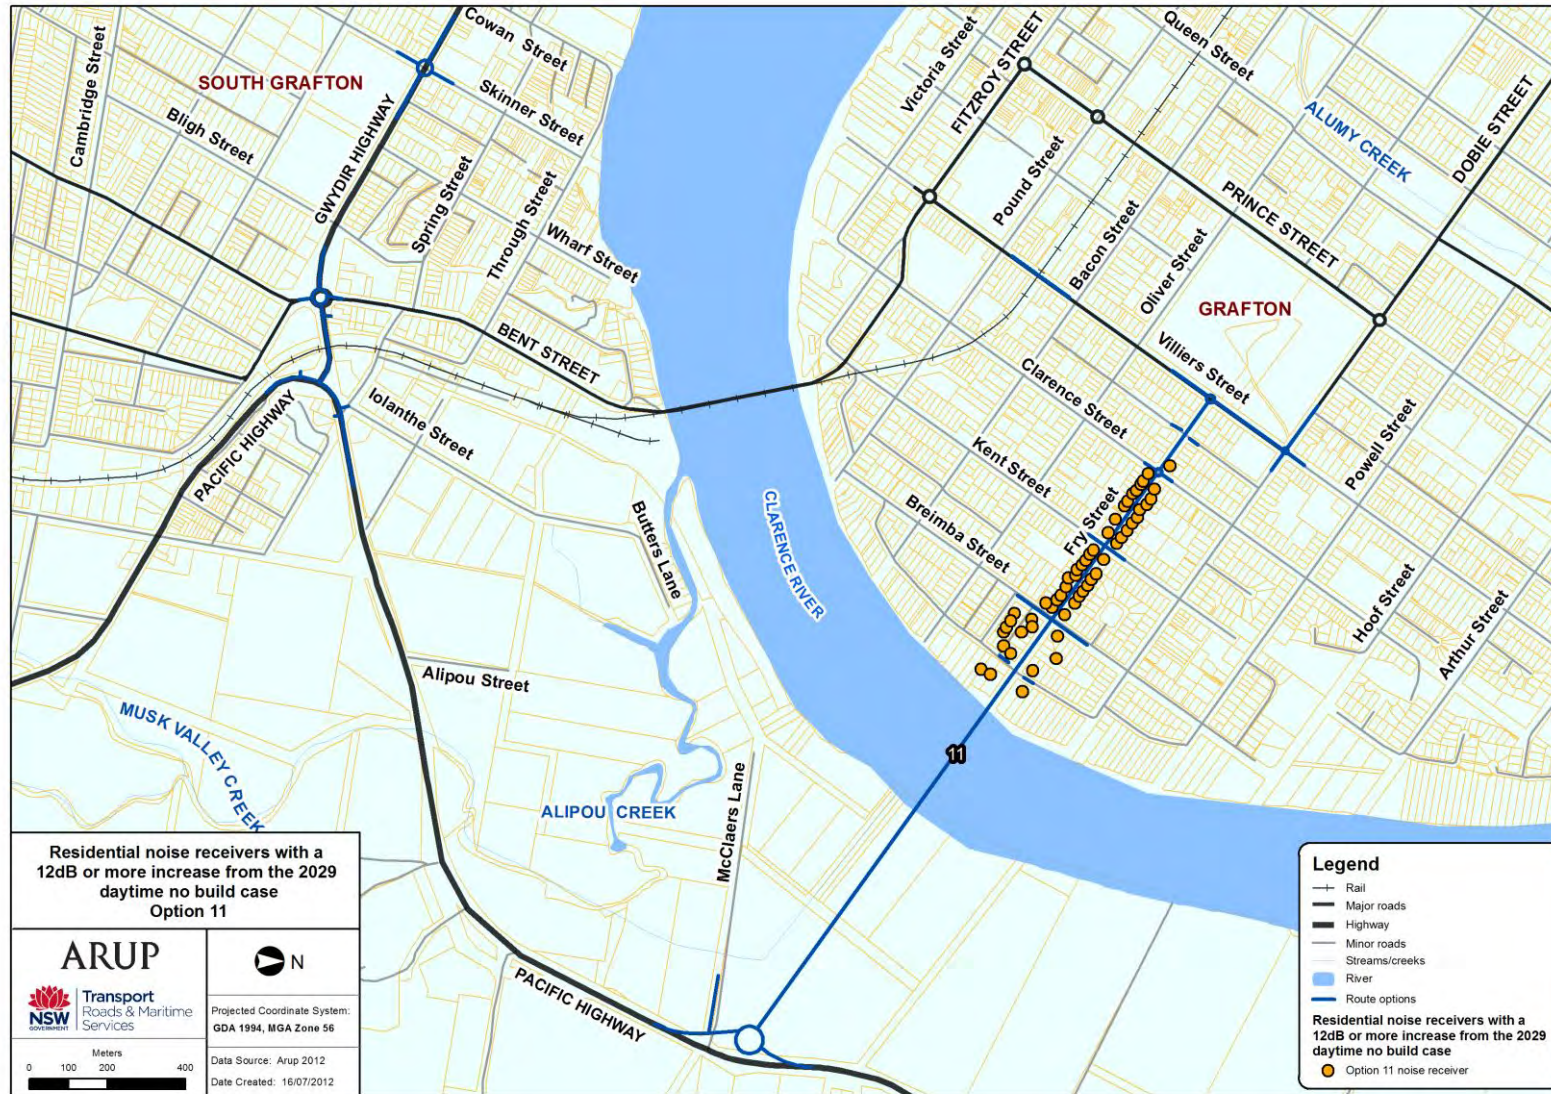 Cowan Street
SOUTH GRAFTON
Cambridge Street
Bligh Street
GWYDIR HIGHWAY
Skinner Street
Spring Street
Through Street
Wharf Street
BENT STREET
Iolanthe Street
PACIFIC HIGHWAY
Butters Lane
CLARENCE RIVER
Alipou Street
MUSK VALLEY CREEK
ALIPOU CREEK
McClaers Lane
PACIFIC HIGHWAY
Victoria Street
FITZROY STREET
Queen Street
ALUMY CREEK
DOBIE STREET
Pound Street
PRINCE STREET
Bacon Street
Oliver Street
GRAFTON
Villiers Street
Clarence Street
Kent Street
Powell Street
Breimba Street
Fry Street
Hoof Street
Arthur Street
11
Residential noise receivers with a
12dB or more increase from the 2029
daytime no build case
Option 11
ARUP
N
NSW
GOVERNMENT
Transport
Roads & Maritime
Services
Projected Coordinate System:
GDA 1994, MGA Zone 56
Meters
0 100 200 400
Data Source: Arup 2012
Date Created: 16/07/2012
Legend
Rail
Major roads
Highway
Minor roads
Streams/creeks
River
Route options
Residential noise receivers with a
12dB or more increase from the 2029
daytime no build case
Option 11 noise receiver